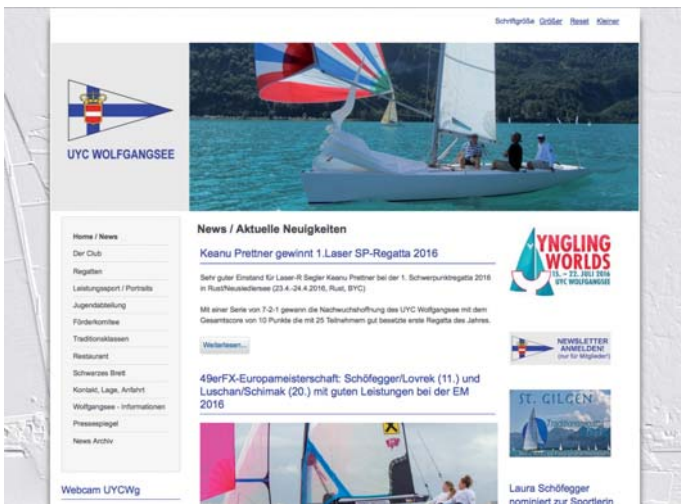 Schriftgröße Größer Reset Kleiner
UYC WOLFGANGSEE
Home / News
Der Club
Regatten
Leistungssport / Portraits
Jugendabteilung
Förderkomitee
Traditionsklassen
Restaurant
Schwarzes Brett
Kontakt, Lage, Anfahrt
Wolfgangsee - Informationen
Pressespiegel
News Archiv
Webcam UYCWg
News / Aktuelle Neuigkeiten
Keanu Prettner gewinnt 1.Laser SP-Regatta 2016
Sehr guter Einstand für Laser-R Segler Keanu Prettner bei der 1. Schwerpunktregatta 2016
in Rust/Neusiedlersee (23.4.-24.4.2016, Rust, BYC)
Mit einer Serie von 7-2-1 gewann die Nachwuchshoffnung des UYC Wolfgangsee mit dem
Gesamtscore von 10 Punkte die mit 25 Teilnehmern gut besetzte erste Regatta des Jahres.
Weiterlesen...
49erFX-Europameisterschaft: Schöfegger/Lovrek (11.) und
Luschan/Schimak (20.) mit guten Leistungen bei der EM
2016
YNGLING
WORLDS
15. – 22. JULI 2016
UYC WOLFGANGSEE
NEWSLETTER
ANMELDEN!
(nur für Mitglieder!)
ST. GILGEN
Laura Schöfegger
nominiert zur Sportlerin